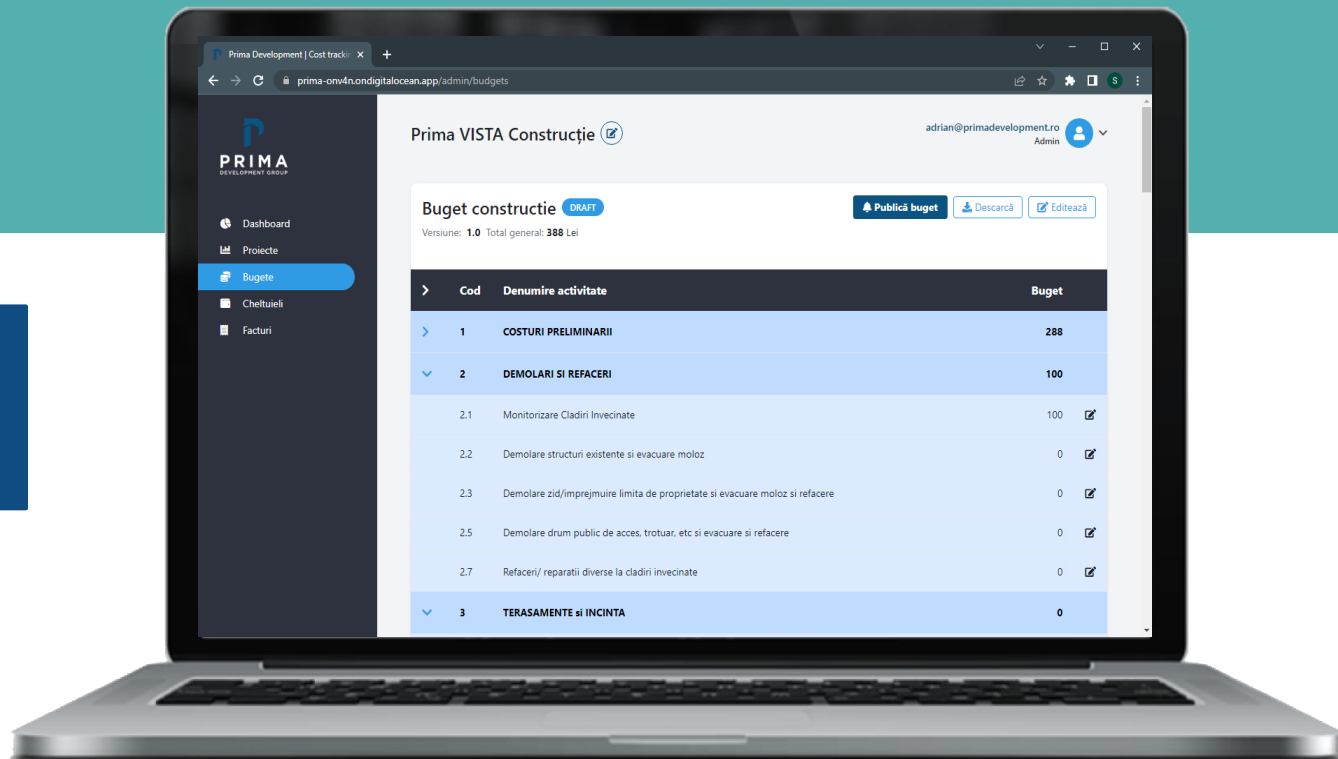 Prima Development | Cost trackin
prima-onv4n.ondigitalocean.app/admin/budgets
S
PRIMA
DEVELOPMENT GROUP
Dashboard
Proiecte
Bugete
Cheltuieli
Facturi
Prima VISTA Construcție
adrian@primadevelopment.ro
Admin
Buget constructie DRAFT
Versiune: 1.0 Total general: 388 Lei
Publică buget Descarcă Editează
Cod Denumire activitate Buget
1 COSTURI PRELIMINARII 288
2 DEMOLARI SI REFACERI 100
2.1 Monitorizare Cladiri Invecinate 100
2.2 Demolare structuri existente si evacuare moloz 0
2.3 Demolare zid/imprejmuire limita de proprietate si evacuare moloz si refacere 0
2.5 Demolare drum public de acces, trotuar, etc si evacuare si refacere 0
2.7 Refaceri/ reparatii diverse la cladiri invecinate 0
3 TERASAMENTE si INCINTA 0